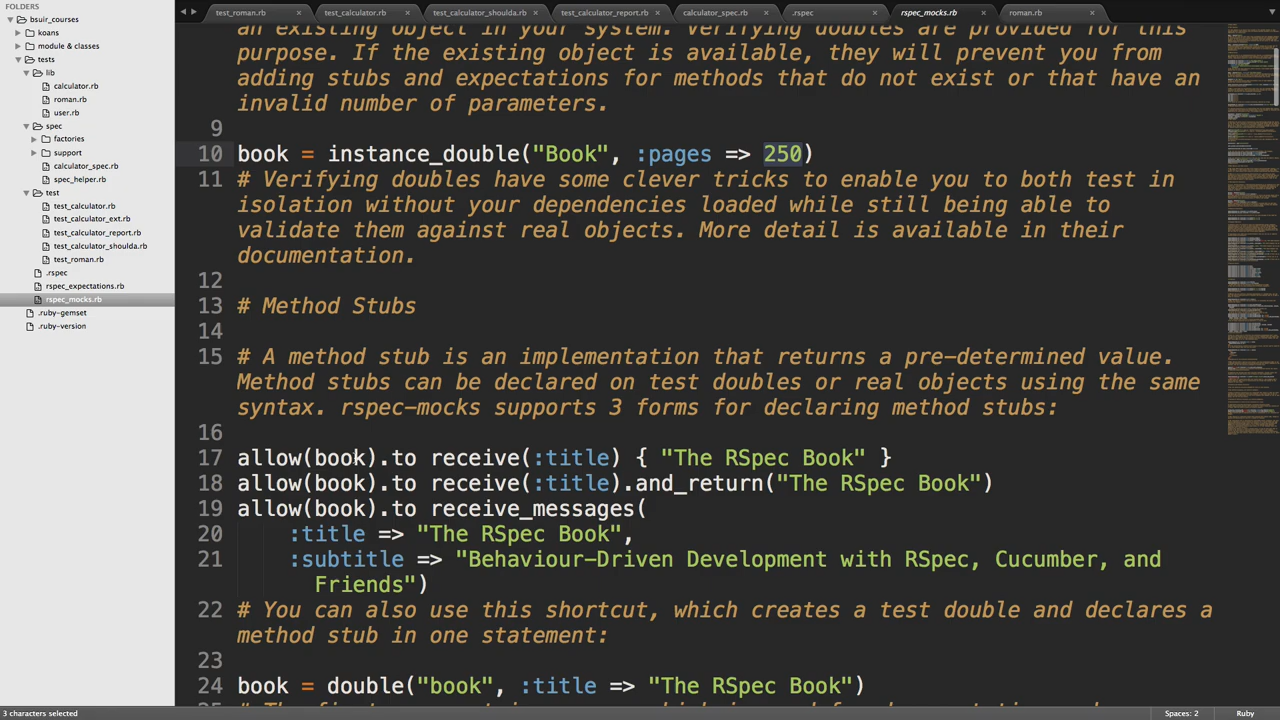 FOLDERS
bsuir_courses
koans
module & classes
tests
lib
calculator.rb
roman.rb
user.rb
spec
factories
support
calculator_spec.rb
spec_helper.rb
test
test_calculator.rb
test_calculator_ext.rb
test_calculator_report.rb
test_calculator_shoulda.rb
test_roman.rb
.rspec
rspec_expectations.rb
rspec_mocks.rb
.ruby-gemset
.ruby-version
test_roman.rb × test_calculator.rb × test_calculator_shoulda.rb × test_calculator_report.rb × calculator_spec.rb × .rspec × rspec_mocks.rb × roman.rb ×
an existing object in your system. Verifying doubles are provided for this
purpose. If the existing object is available, they will prevent you from
adding stubs and expectations for methods that do not exist or that have an
invalid number of parameters.
9
10 book = instance_double("Book", :pages => 250)
11 # Verifying doubles have some clever tricks to enable you to both test in
isolation without your dependencies loaded while still being able to
validate them against real objects. More detail is available in their
documentation.
12
13 # Method Stubs
14
15 # A method stub is an implementation that returns a pre-determined value.
Method stubs can be declared on test doubles or real objects using the same
syntax. rspec-mocks supports 3 forms for declaring method stubs:
16
17 allow(book).to receive(:title) { "The RSpec Book" }
18 allow(book).to receive(:title).and_return("The RSpec Book")
19 allow(book).to receive_messages(
20 :title => "The RSpec Book",
21 :subtitle => "Behaviour-Driven Development with RSpec, Cucumber, and
Friends")
22 # You can also use this shortcut, which creates a test double and declares a
method stub in one statement:
23
24 book = double("book", :title => "The RSpec Book")
3 characters selected
Spaces: 2
Ruby